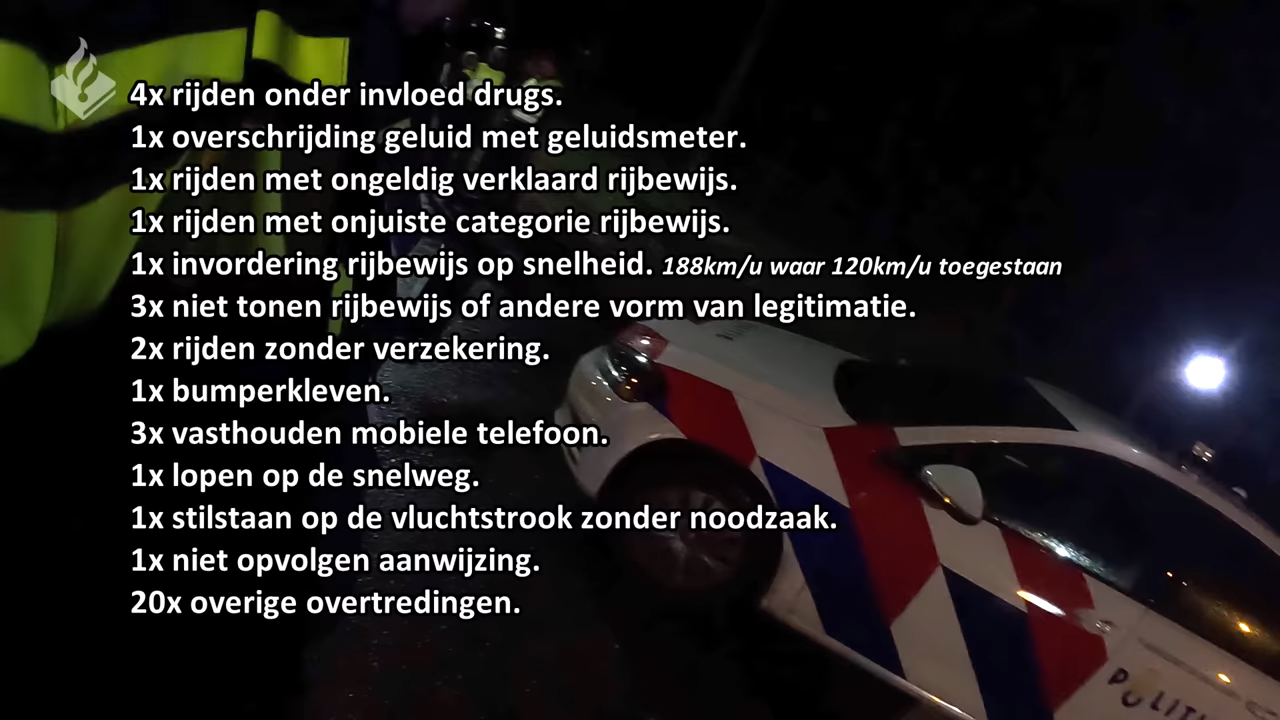 4x rijden onder invloed drugs.
1x overschrijding geluid met geluidsmeter.
1x rijden met ongeldig verklaard rijbewijs.
1x rijden met onjuiste categorie rijbewijs.
1x invordering rijbewijs op snelheid. 188km/u waar 120km/u toegestaan
3x niet tonen rijbewijs of andere vorm van legitimatie.
2x rijden zonder verzekering.
1x bumperkleven.
3x vasthouden mobiele telefoon.
1x lopen op de snelweg.
1x stilstaan op de vluchtstrook zonder noodzaak.
1x niet opvolgen aanwijzing.
20x overige overtredingen.